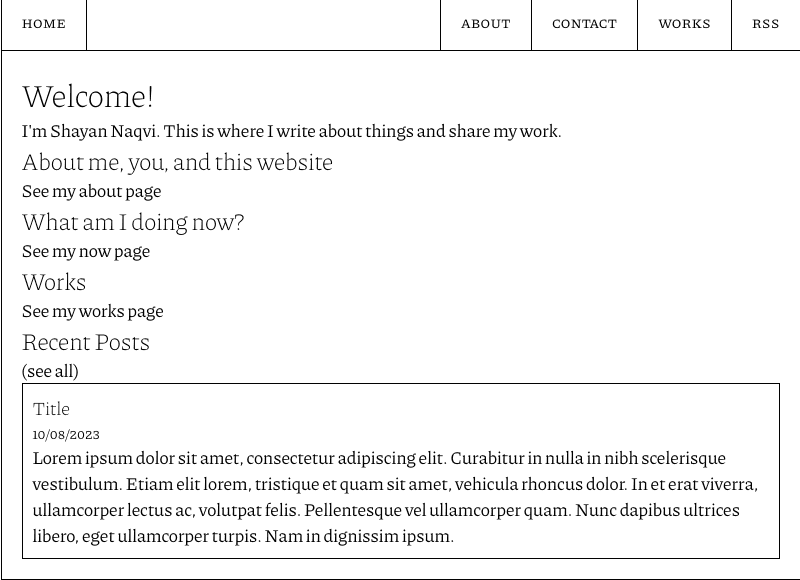 HOME
ABOUT
CONTACT
WORKS
RSS
Welcome!
I'm Shayan Naqvi. This is where I write about things and share my work.
About me, you, and this website
See my about page
What am I doing now?
See my now page
Works
See my works page
Recent Posts
(see all)
Title
10/08/2023
Lorem ipsum dolor sit amet, consectetur adipiscing elit. Curabitur in nulla in nibh scelerisque
vestibulum. Etiam elit lorem, tristique et quam sit amet, vehicula rhoncus dolor. In et erat viverra,
ullamcorper lectus ac, volutpat felis. Pellentesque vel ullamcorper quam. Nunc dapibus ultrices
libero, eget ullamcorper turpis. Nam in dignissim ipsum.